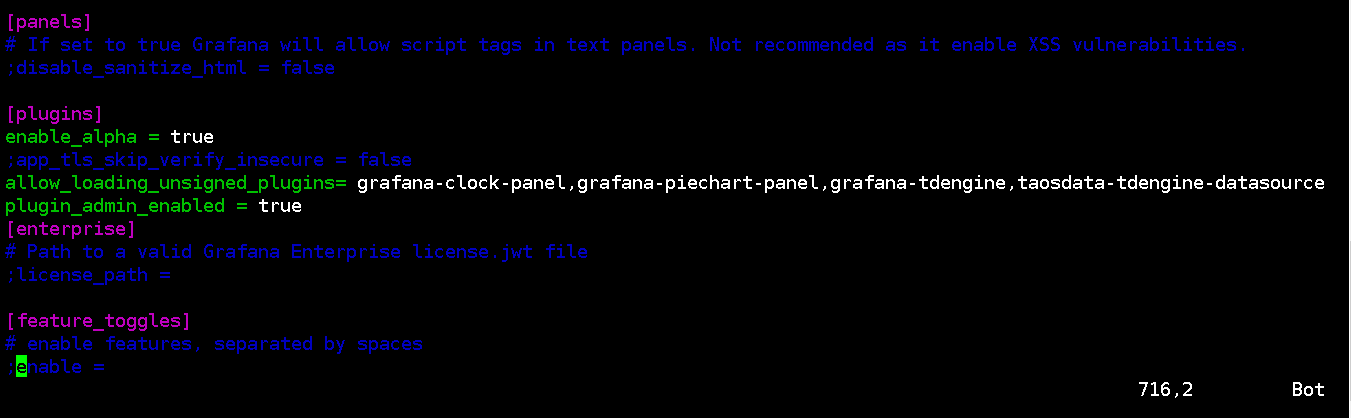 [panels]
# If set to true Grafana will allow script tags in text panels. Not recommended as it enable XSS vulnerabilities.
;disable_sanitize_html = false
[plugins]
enable_alpha = true
;app_tls_skip_verify_insecure = false
allow_loading_unsigned_plugins= grafana-clock-panel,grafana-piechart-panel,grafana-tdengine,taosdata-tdengine-datasource
plugin_admin_enabled = true
[enterprise]
# Path to a valid Grafana Enterprise license.jwt file
;license_path =
[feature_toggles]
# enable features, separated by spaces
;enable =
716,2 Bot